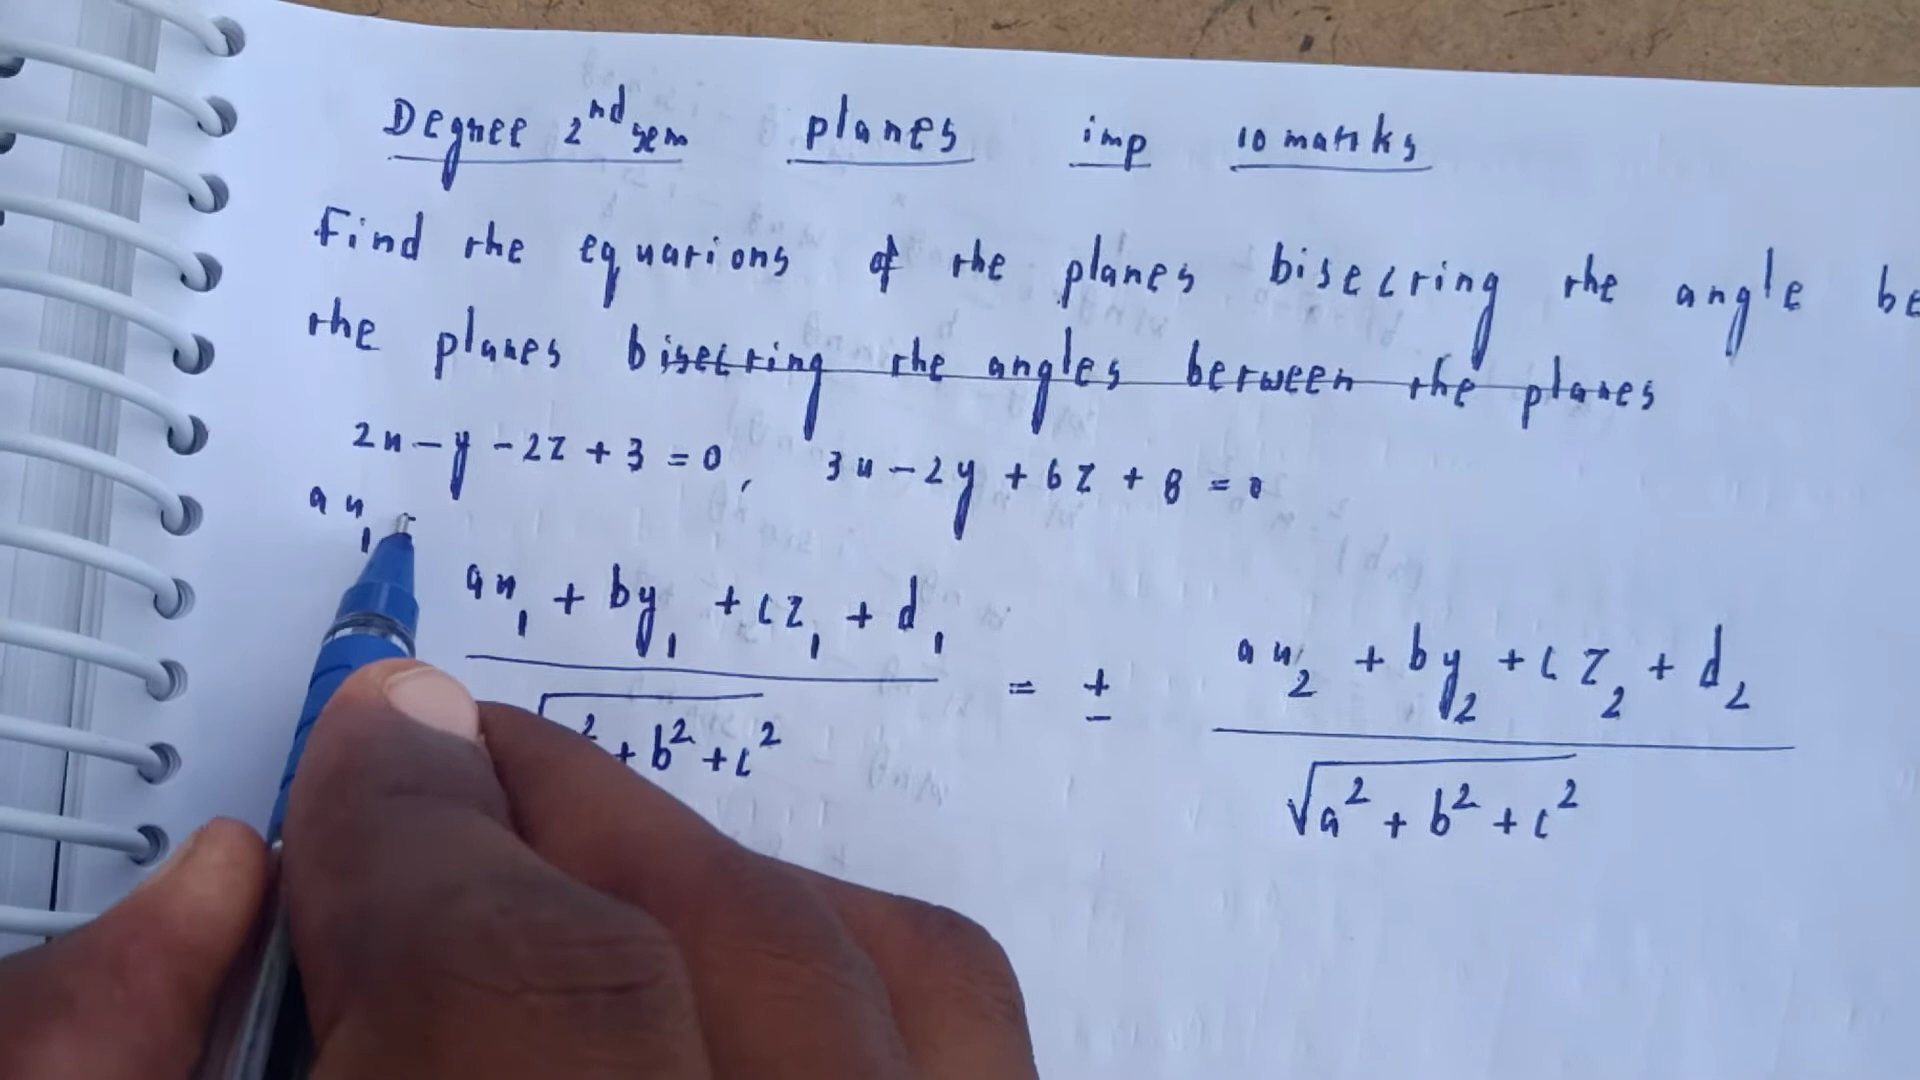 Degree 2nd sem planes imp 10 marks
Find the equations of the planes bisecting the angle be
the planes bisecting the angles between the planes
2x - y - 2z + 3 = 0, 3x - 2y + 6z + 8 = 0
ax₁
ax₁ + by₁ + cz₁ + d₁ = ± ax₂ + by₂ + cz₂ + d₂
² + b² + c² √a² + b² + c²